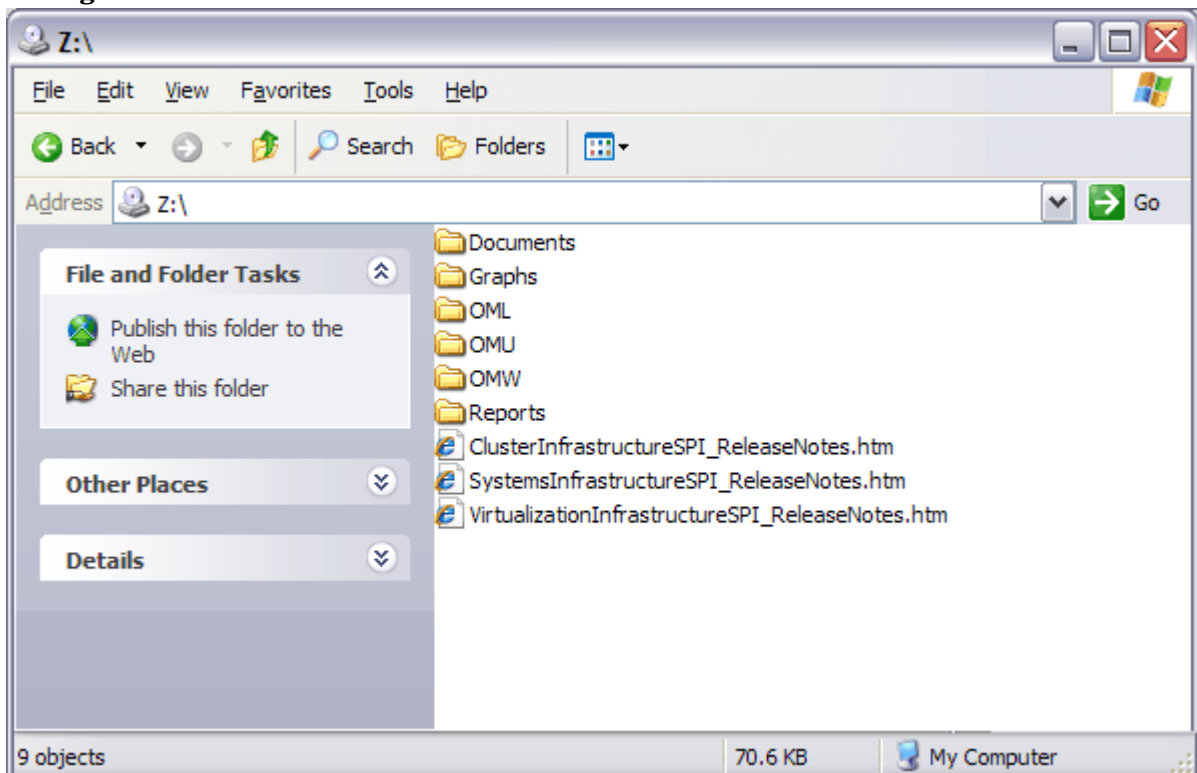 Z:\
File Edit View Favorites Tools Help
Back Search Folders
Address Z:\ Go
File and Folder Tasks
Publish this folder to the
Web
Share this folder
Other Places
Details
Documents
Graphs
OML
OMU
OMW
Reports
ClusterInfrastructureSPI_ReleaseNotes.htm
SystemsInfrastructureSPI_ReleaseNotes.htm
VirtualizationInfrastructureSPI_ReleaseNotes.htm
9 objects 70.6 KB My Computer